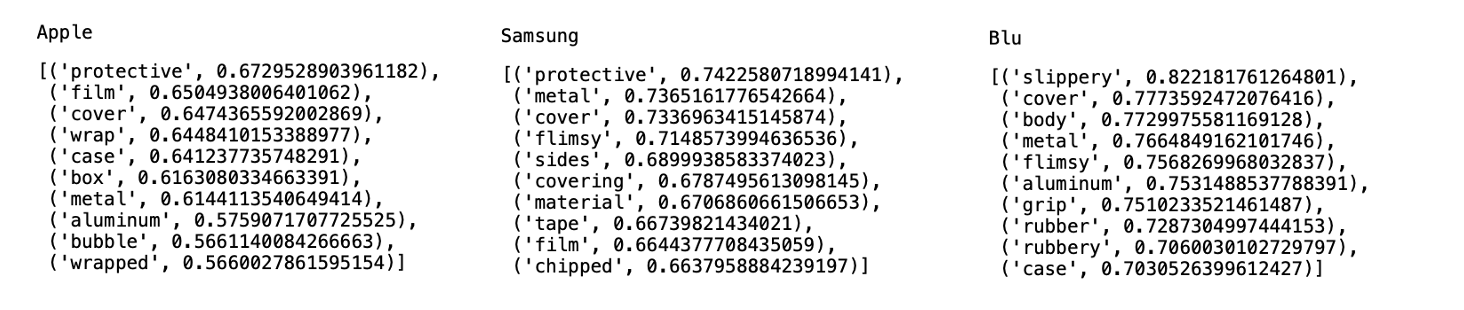 Apple
[('protective', 0.6729528903961182),
('film', 0.6504938006401062),
('cover', 0.6474365592002869),
('wrap', 0.6448410153388977),
('case', 0.641237735748291),
('box', 0.6163080334663391),
('metal', 0.6144113540649414),
('aluminum', 0.5759071707725525),
('bubble', 0.5661140084266663),
('wrapped', 0.5660027861595154)]
Samsung
[('protective', 0.7422580718994141),
('metal', 0.7365161776542664),
('cover', 0.7336963415145874),
('flimsy', 0.7148573994636536),
('sides', 0.6899938583374023),
('covering', 0.6787495613098145),
('material', 0.6706860661506653),
('tape', 0.66739821434021),
('film', 0.6644377708435059),
('chipped', 0.6637958884239197)]
Blu
[('slippery', 0.822181761264801),
('cover', 0.7773592472076416),
('body', 0.7729975581169128),
('metal', 0.7664849162101746),
('flimsy', 0.7568269968032837),
('aluminum', 0.7531488537788391),
('grip', 0.7510233521461487),
('rubber', 0.7287304997444153),
('rubbery', 0.7060030102729797),
('case', 0.7030526399612427)]